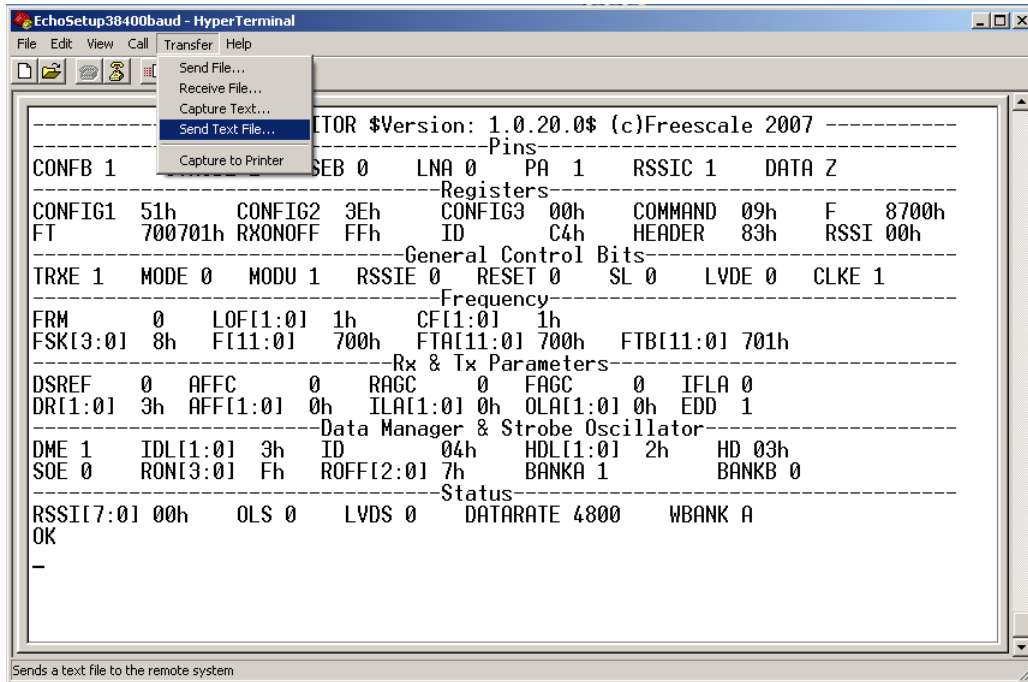 EchoSetup38400baud - HyperTerminal
File Edit View Call Transfer Help
Send File...
Receive File...
Capture Text...
Send Text File...
Capture to Printer
ITOR $Version: 1.0.20.0$ (c)Freescale 2007 -----------
Pins
CONFB 1 SEB 0 LNA 0 PA 1 RSSIC 1 DATA Z
Registers
CONFIG1 51h CONFIG2 3Eh CONFIG3 00h COMMAND 09h F 8700h
FT 700701h RXONOFF FFh ID C4h HEADER 83h RSSI 00h
General Control Bits
TRXE 1 MODE 0 MODU 1 RSSIE 0 RESET 0 SL 0 LVDE 0 CLKE 1
Frequency
FRM 0 LOF[1:0] 1h CF[1:0] 1h
FSK[3:0] 8h F[11:0] 700h FTA[11:0] 700h FTB[11:0] 701h
Rx & Tx Parameters
DSREF 0 AFFC 0 RAGC 0 FAGC 0 IFLA 0
DR[1:0] 3h AFF[1:0] 0h ILA[1:0] 0h OLA[1:0] 0h EDD 1
Data Manager & Strobe Oscillator
DME 1 IDL[1:0] 3h ID 04h HDL[1:0] 2h HD 03h
SOE 0 RON[3:0] Fh ROFF[2:0] 7h BANKA 1 BANKB 0
Status
RSSI[7:0] 00h OLS 0 LVDS 0 DATARATE 4800 WBANK A
OK
Sends a text file to the remote system